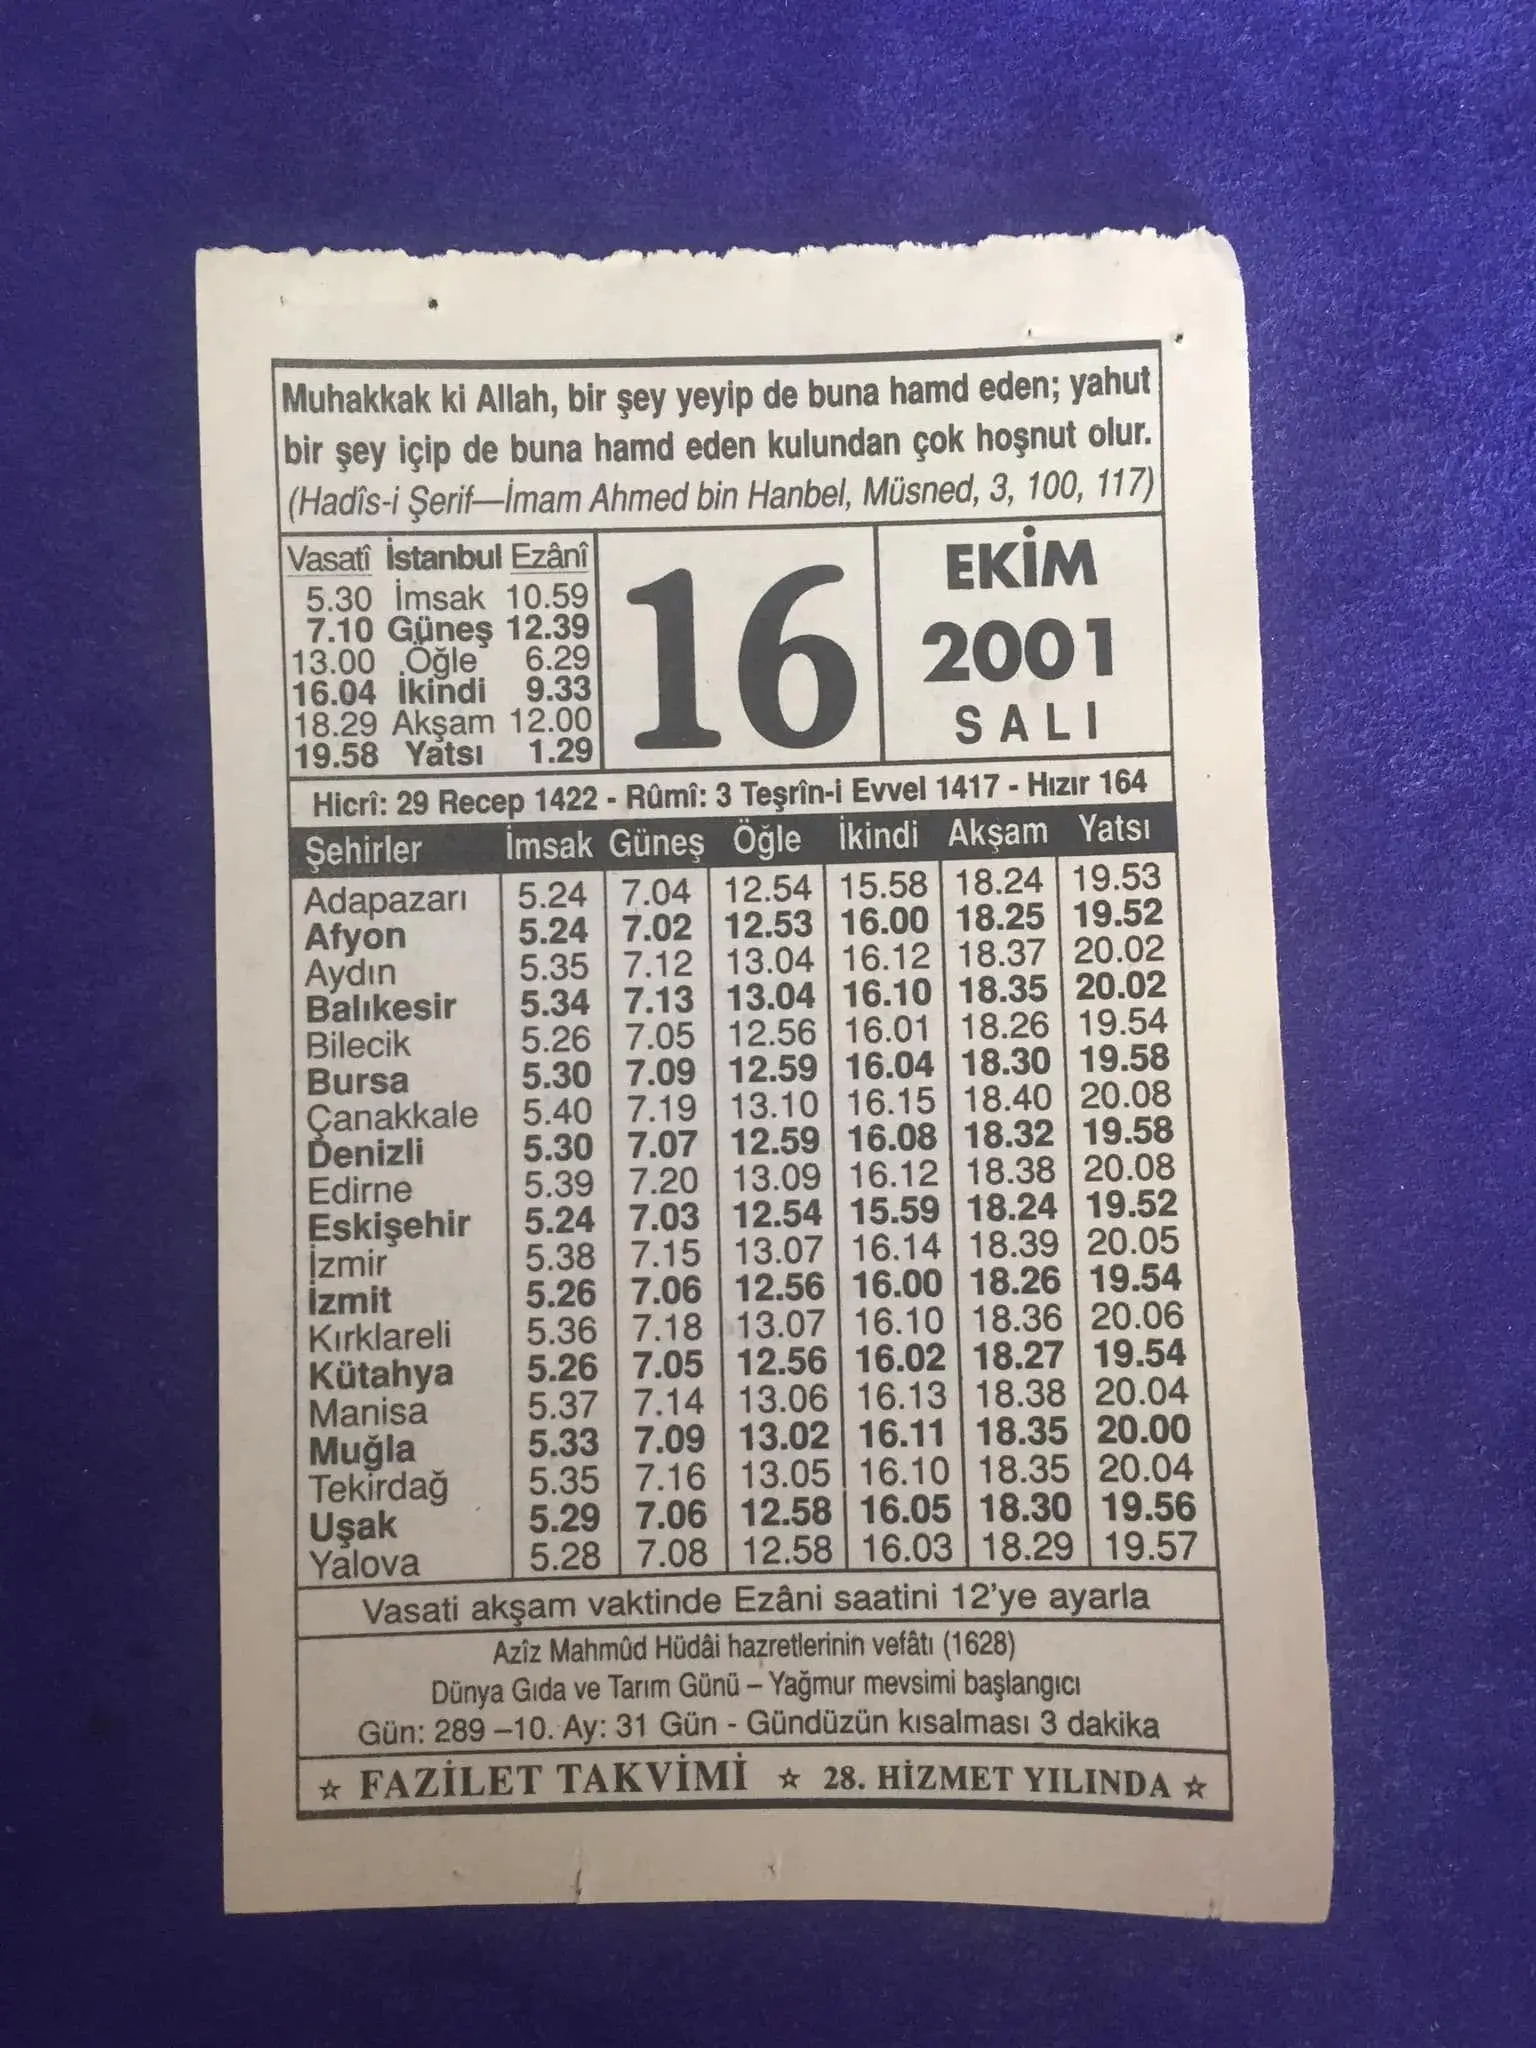 Muhakkak ki Allah, bir şey yeyip de buna hamd eden; yahut
bir şey içip de buna hamd eden kulundan çok hoşnut olur.
(Hadîs-i Şerif—İmam Ahmed bin Hanbel, Müsned, 3, 100, 117)
Vasatî İstanbul Ezânî
5.30 İmsak 10.59
7.10 Güneş 12.39
13.00 Öğle 6.29
16.04 İkindi 9.33
18.29 Akşam 12.00
19.58 Yatsı 1.29
16
EKİM
2001
SALI
Hicrî: 29 Recep 1422 - Rûmî: 3 Teşrîn-i Evvel 1417 - Hızır 164
Şehirler İmsak Güneş Öğle İkindi Akşam Yatsı
Adapazarı 5.24 7.04 12.54 15.58 18.24 19.53
Afyon 5.24 7.02 12.53 16.00 18.25 19.52
Aydın 5.35 7.12 13.04 16.12 18.37 20.02
Balıkesir 5.34 7.13 13.04 16.10 18.35 20.02
Bilecik 5.26 7.05 12.56 16.01 18.26 19.54
Bursa 5.30 7.09 12.59 16.04 18.30 19.58
Çanakkale 5.40 7.19 13.10 16.15 18.40 20.08
Denizli 5.30 7.07 12.59 16.08 18.32 19.58
Edirne 5.39 7.20 13.09 16.12 18.38 20.08
Eskişehir 5.24 7.03 12.54 15.59 18.24 19.52
İzmir 5.38 7.15 13.07 16.14 18.39 20.05
İzmit 5.26 7.06 12.56 16.00 18.26 19.54
Kırklareli 5.36 7.18 13.07 16.10 18.36 20.06
Kütahya 5.26 7.05 12.56 16.02 18.27 19.54
Manisa 5.37 7.14 13.06 16.13 18.38 20.04
Muğla 5.33 7.09 13.02 16.11 18.35 20.00
Tekirdağ 5.35 7.16 13.05 16.10 18.35 20.04
Uşak 5.29 7.06 12.58 16.05 18.30 19.56
Yalova 5.28 7.08 12.58 16.03 18.29 19.57
Vasati akşam vaktinde Ezâni saatini 12'ye ayarla
Azîz Mahmûd Hüdâi hazretlerinin vefâtı (1628)
Dünya Gıda ve Tarım Günü – Yağmur mevsimi başlangıcı
Gün: 289 –10. Ay: 31 Gün - Gündüzün kısalması 3 dakika
☆ FAZİLET TAKVİMİ ☆ 28. HİZMET YILINDA ☆